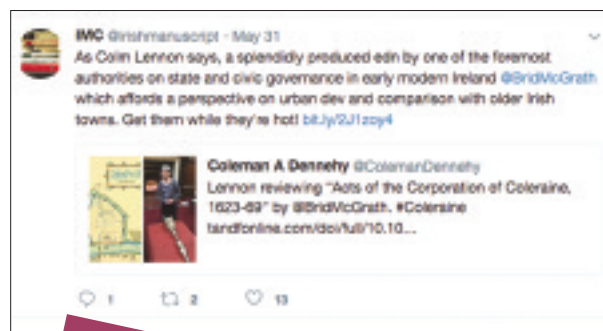 IMC @irishmanuscript · May 31
As Colm Lennon says, a splendidly produced edn by one of the foremost
authorities on state and civic governance in early modern Ireland @BridMcGrath
which affords a perspective on urban dev and comparison with older Irish
towns. Get them while they're hot! bit.ly/2J1zoy4
Coleman A Dennehy @ColemanDennehy
Lennon reviewing "Acts of the Corporation of Coleraine,
1623-69" by @BridMcGrath. #Coleraine
tandfonline.com/doi/full/10.10...
1 2 13